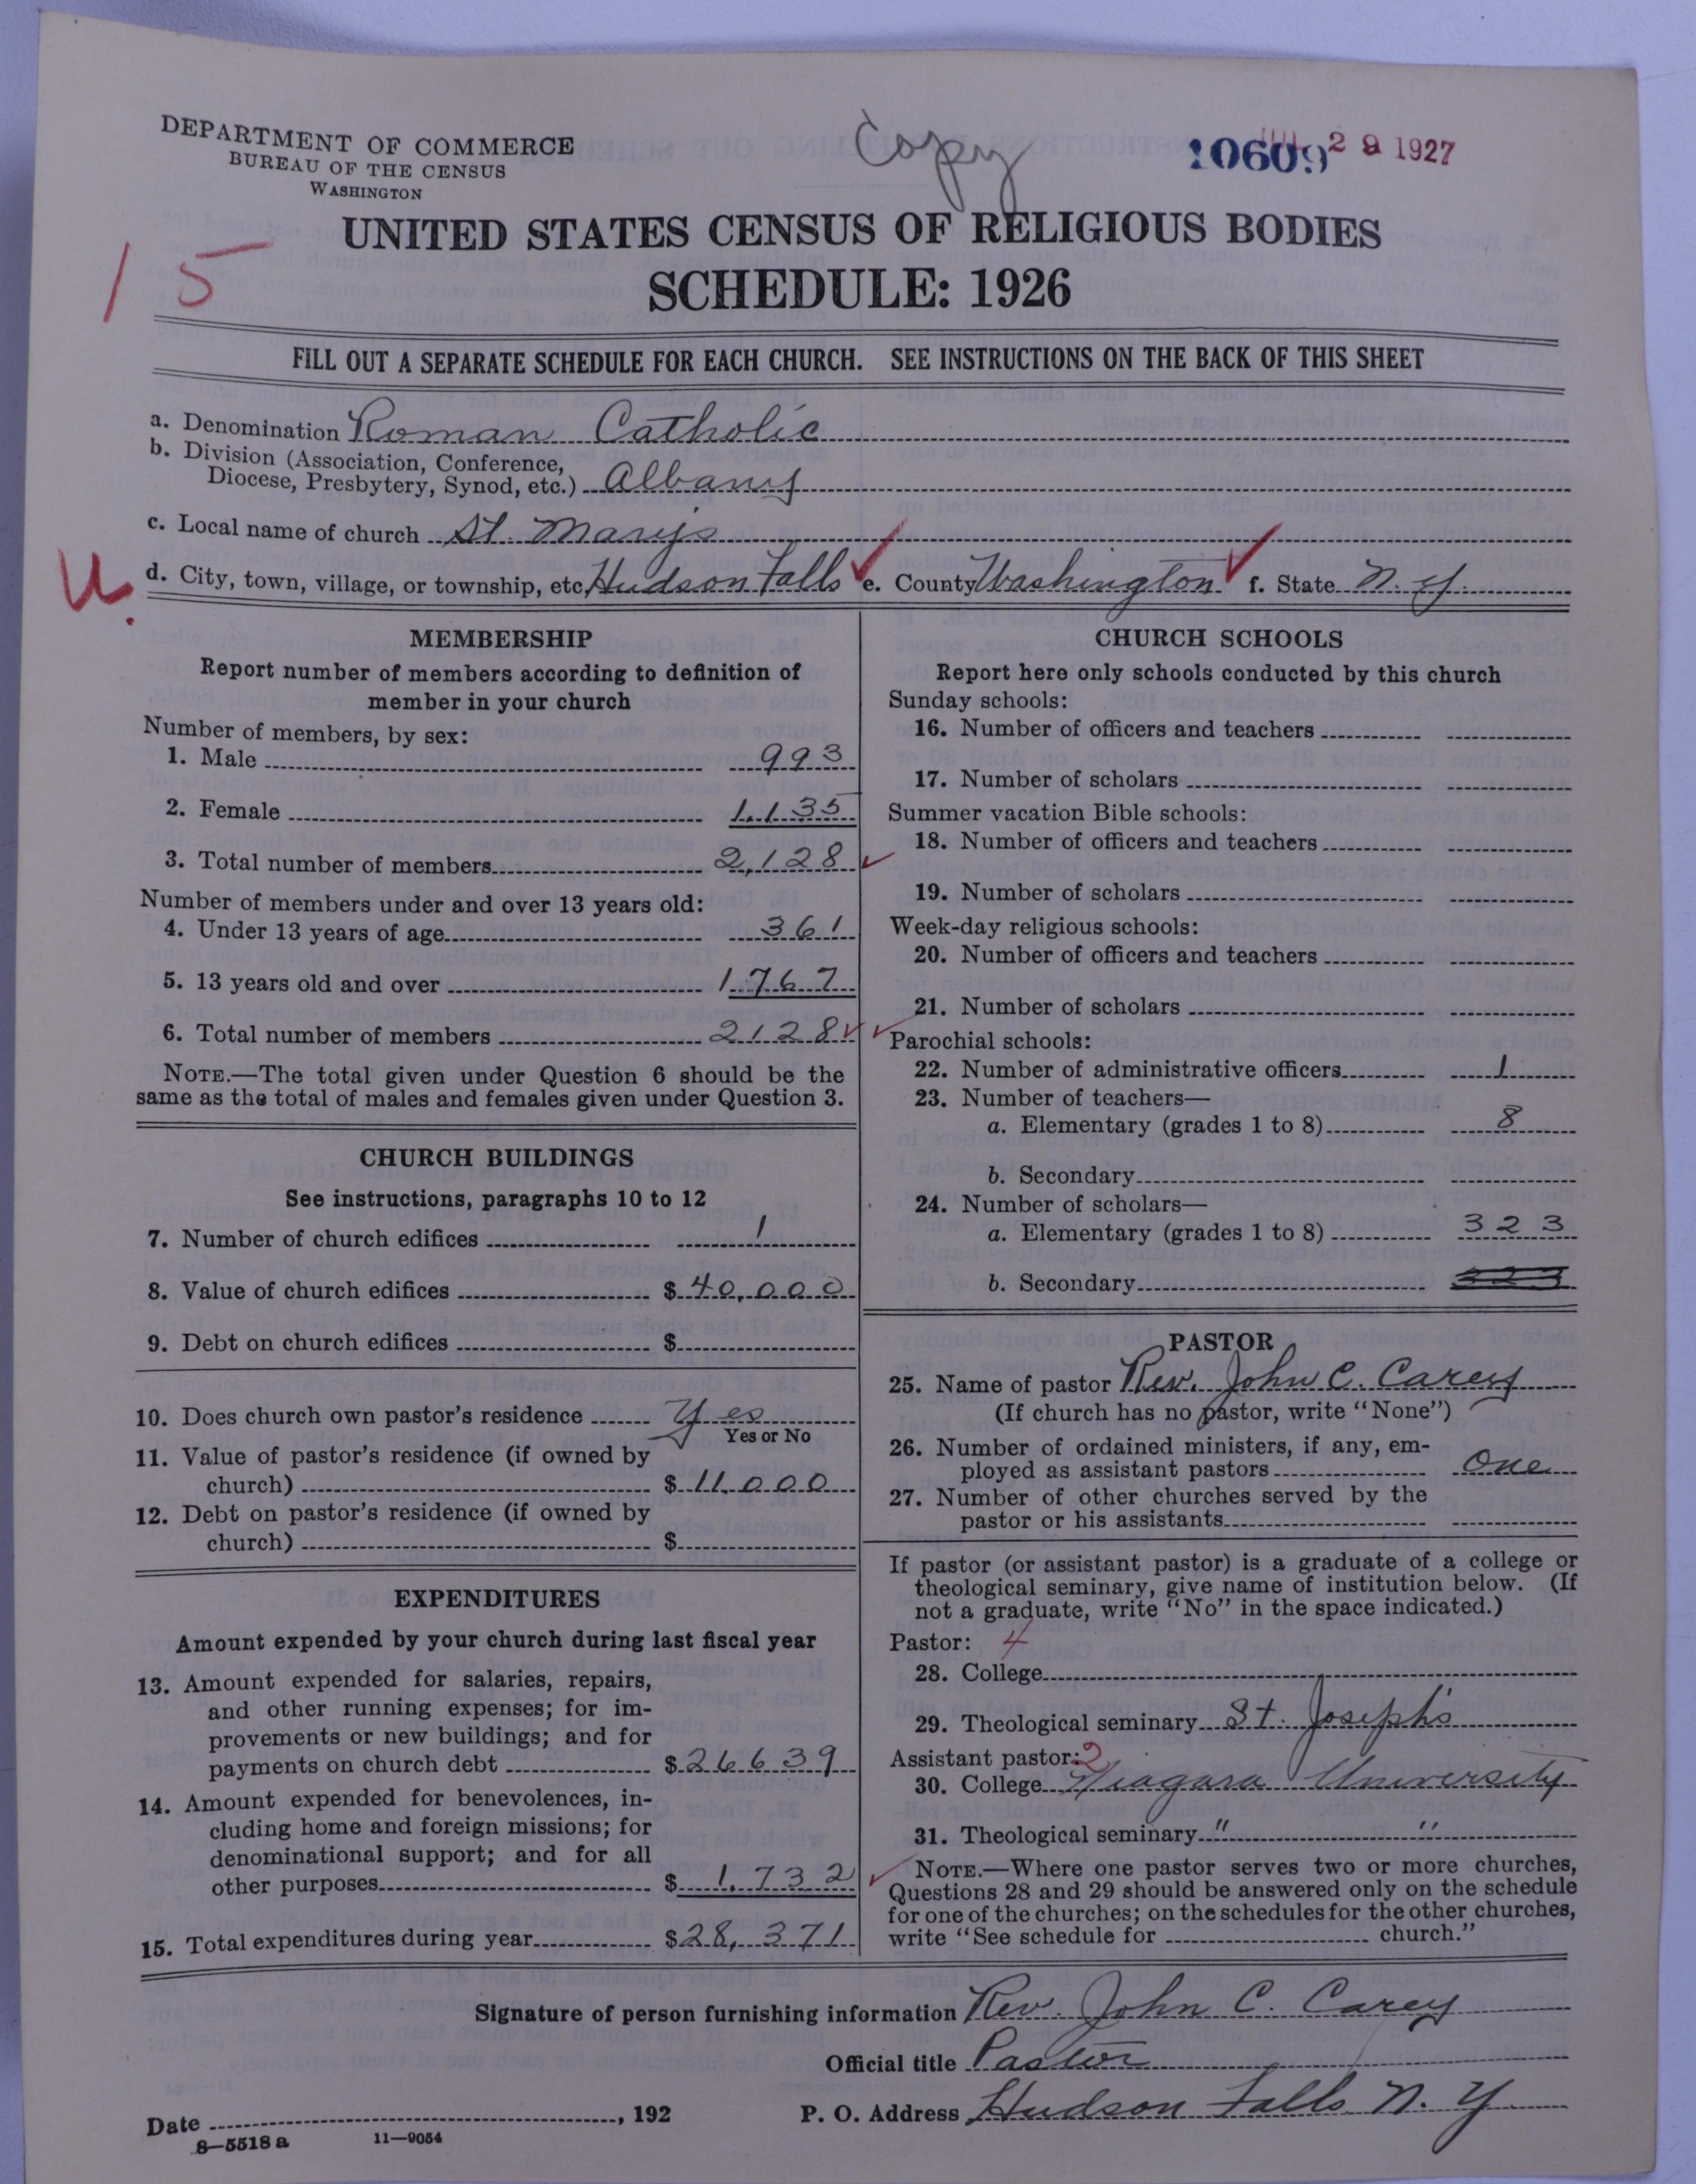 DEPARTMENT OF COMMERCE
BUREAU OF THE CENSUS
WASHINGTON
Copy
10609
29 1927
UNITED STATES CENSUS OF RELIGIOUS BODIES
SCHEDULE: 1926
15
FILL OUT A SEPARATE SCHEDULE FOR EACH CHURCH. SEE INSTRUCTIONS ON THE BACK OF THIS SHEET
a. Denomination Roman Catholic
b. Division (Association, Conference,
Diocese, Presbytery, Synod, etc.) Albany
c. Local name of church St. Mary's
U.
d. City, town, village, or township, etc. Hudson Falls e. County Washington f. State N.Y.
MEMBERSHIP
Report number of members according to definition of
member in your church
Number of members, by sex:
1. Male 993
2. Female 1,135
3. Total number of members 2,128
Number of members under and over 13 years old:
4. Under 13 years of age 361
5. 13 years old and over 1767
6. Total number of members 2128
NOTE.—The total given under Question 6 should be the
same as the total of males and females given under Question 3.
CHURCH BUILDINGS
See instructions, paragraphs 10 to 12
7. Number of church edifices 1
8. Value of church edifices $40,000
9. Debt on church edifices $
10. Does church own pastor's residence Yes
Yes or No
11. Value of pastor's residence (if owned by
church) $11,000
12. Debt on pastor's residence (if owned by
church) $
EXPENDITURES
Amount expended by your church during last fiscal year
13. Amount expended for salaries, repairs,
and other running expenses; for im-
provements or new buildings; and for
payments on church debt $26639
14. Amount expended for benevolences, in-
cluding home and foreign missions; for
denominational support; and for all
other purposes $1,732
15. Total expenditures during year $28,371
CHURCH SCHOOLS
Report here only schools conducted by this church
Sunday schools:
16. Number of officers and teachers
17. Number of scholars
Summer vacation Bible schools:
18. Number of officers and teachers
19. Number of scholars
Week-day religious schools:
20. Number of officers and teachers
21. Number of scholars
Parochial schools:
22. Number of administrative officers 1
23. Number of teachers—
a. Elementary (grades 1 to 8) 8
b. Secondary
24. Number of scholars—
a. Elementary (grades 1 to 8) 323
b. Secondary 323
PASTOR
25. Name of pastor Rev. John C. Carey
(If church has no pastor, write "None")
26. Number of ordained ministers, if any, em-
ployed as assistant pastors One
27. Number of other churches served by the
pastor or his assistants
If pastor (or assistant pastor) is a graduate of a college or
theological seminary, give name of institution below. (If
not a graduate, write "No" in the space indicated.)
Pastor: 4
28. College
29. Theological seminary St. Joseph's
Assistant pastor: 2
30. College Niagara University
31. Theological seminary " "
NOTE.—Where one pastor serves two or more churches,
Questions 28 and 29 should be answered only on the schedule
for one of the churches; on the schedules for the other churches,
write "See schedule for church."
Signature of person furnishing information Rev. John C. Carey
Official title Pastor
Date , 192 P. O. Address Hudson Falls N.Y.
8—5518 a 11—9054